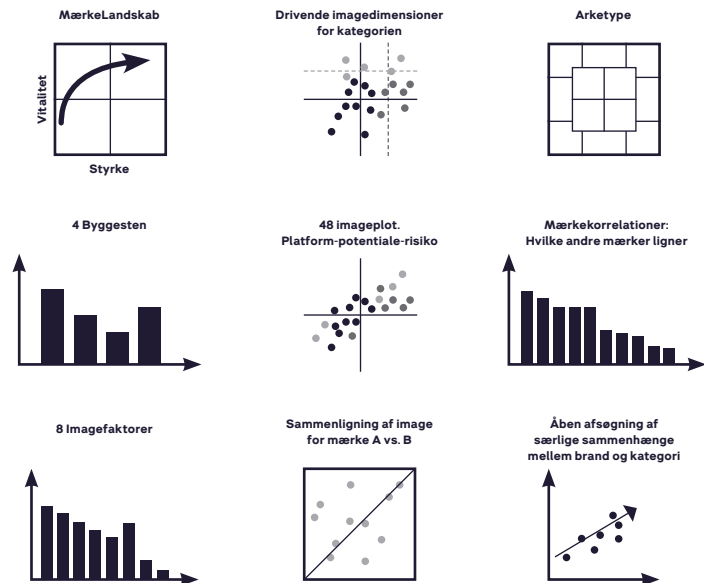 MærkeLandskab
Vitalitet
Styrke
Drivende imagedimensioner
for kategorien
Arketype
4 Byggesten
48 imageplot.
Platform-potentiale-risiko
Mærkekorrelationer:
Hvilke andre mærker ligner
8 Imagefaktorer
Sammenligning af image
for mærke A vs. B
Åben afsøgning af
særlige sammenhænge
mellem brand og kategori